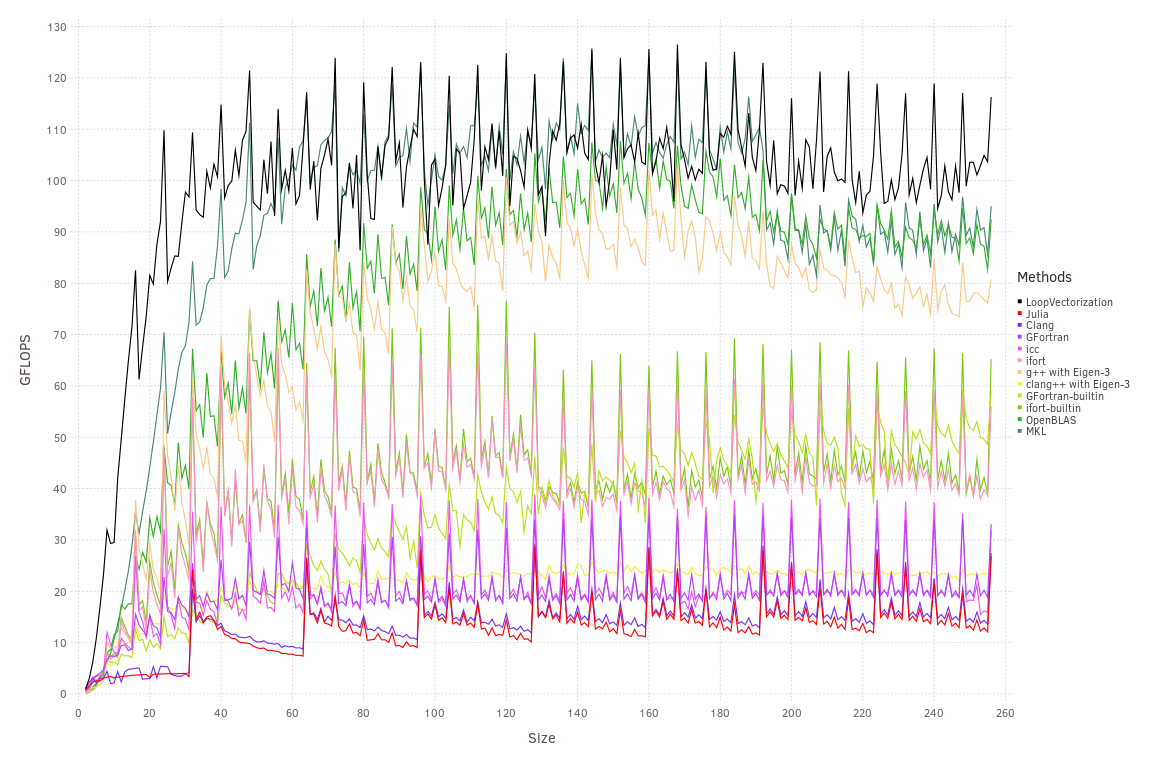 130
120
110
100
90
80
70
60
50
40
30
20
10
0
GFLOPS
0 20 40 60 80 100 120 140 160 180 200 220 240 260
Size
Methods
LoopVectorization
Julia
Clang
GFortran
icc
ifort
g++ with Eigen-3
clang++ with Eigen-3
GFortran-builtin
ifort-builtin
OpenBLAS
MKL